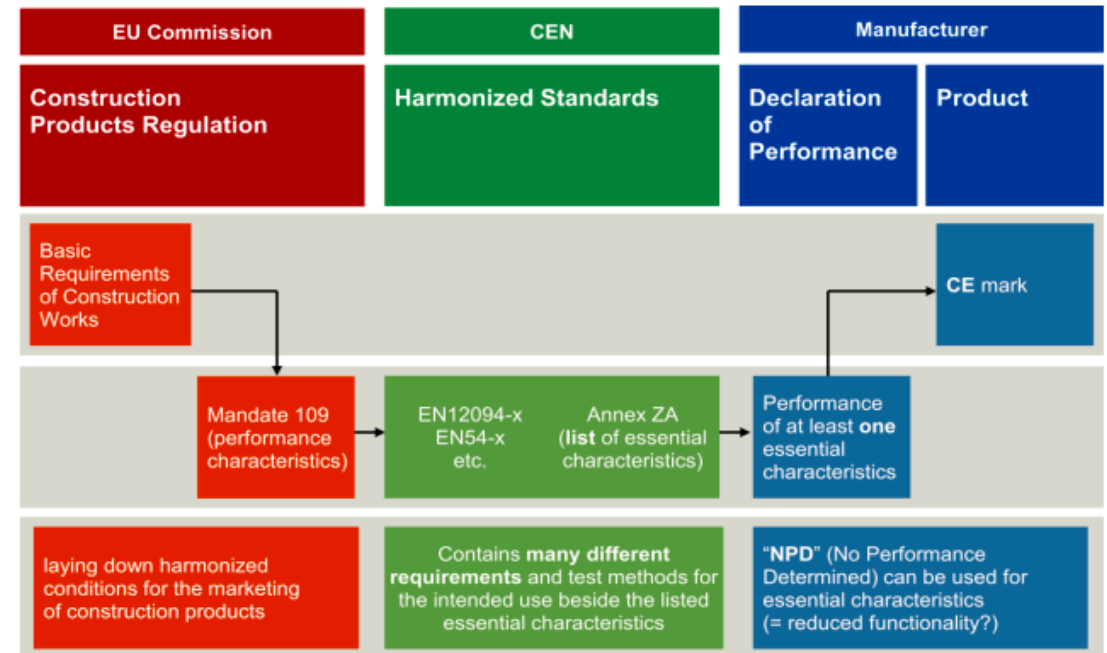 EU Commission
CEN
Manufacturer
Construction
Products Regulation
Harmonized Standards
Declaration
of
Performance
Product
Basic
Requirements
of Construction
Works
CE mark
Mandate 109
(performance
characteristics)
EN12094-x
EN54-x
etc.
Annex ZA
(list of essential
characteristics)
Performance
of at least one
essential
characteristics
laying down harmonized
conditions for the marketing
of construction products
Contains many different
requirements and test methods for
the intended use beside the listed
essential characteristics
“NPD” (No Performance
Determined) can be used for
essential characteristics
(= reduced functionality?)